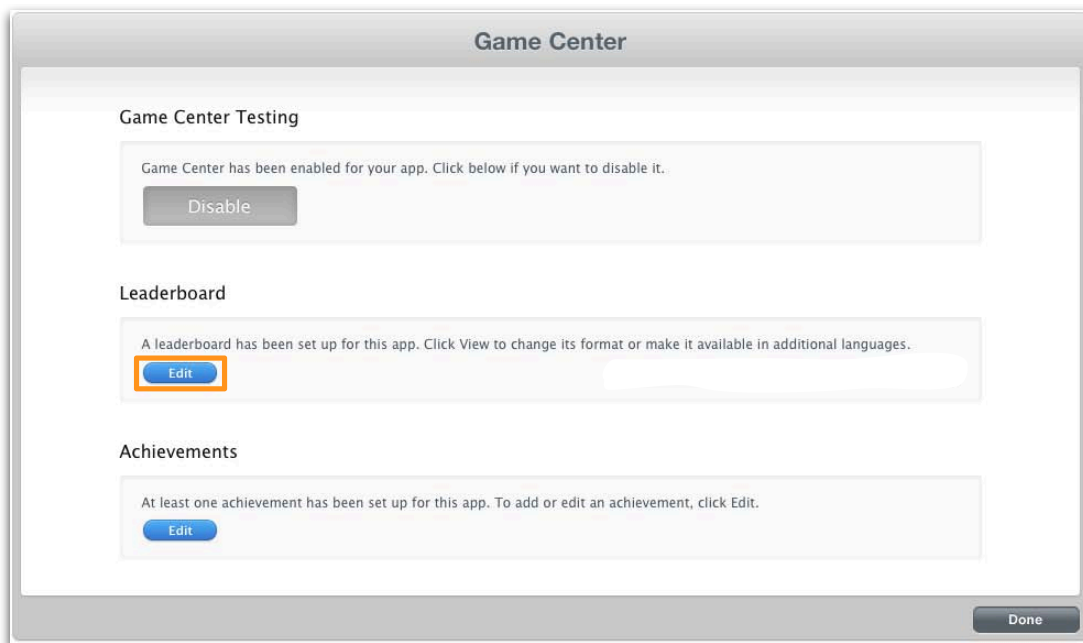 Game Center
Game Center Testing
Game Center has been enabled for your app. Click below if you want to disable it.
Disable
Leaderboard
A leaderboard has been set up for this app. Click View to change its format or make it available in additional languages.
Edit
Achievements
At least one achievement has been set up for this app. To add or edit an achievement, click Edit.
Edit
Done